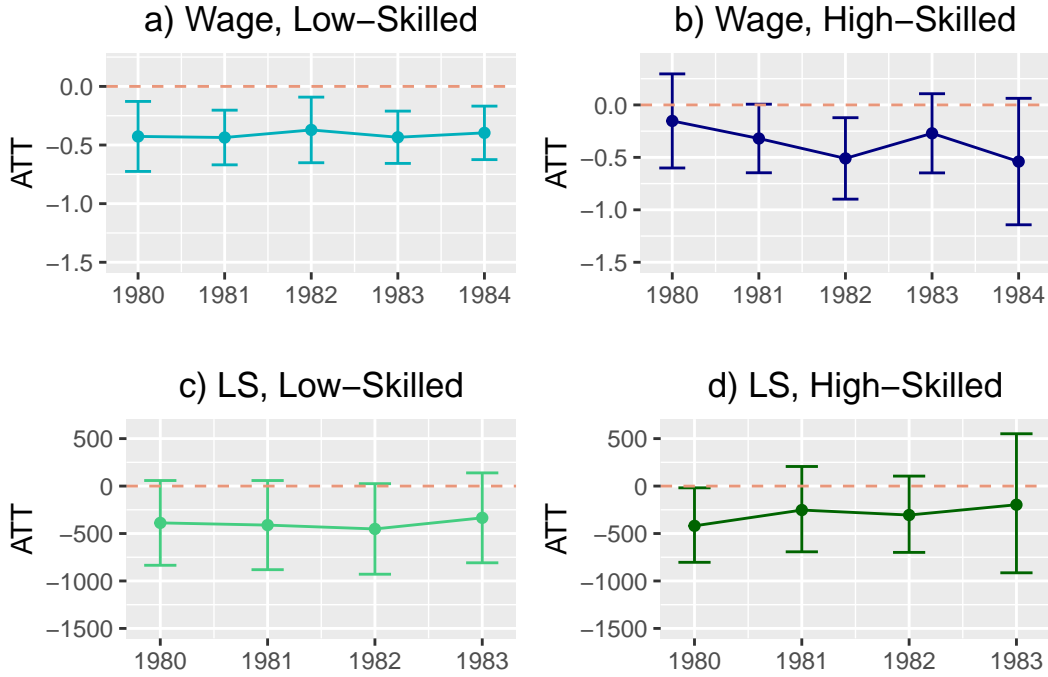 a) Wage, Low−Skilled
ATT
0.0
−0.5
−1.0
−1.5
1980 1981 1982 1983 1984
b) Wage, High−Skilled
ATT
0.0
−0.5
−1.0
−1.5
1980 1981 1982 1983 1984
c) LS, Low−Skilled
ATT
500
0
−500
−1000
−1500
1980 1981 1982 1983
d) LS, High−Skilled
ATT
500
0
−500
−1000
−1500
1980 1981 1982 1983